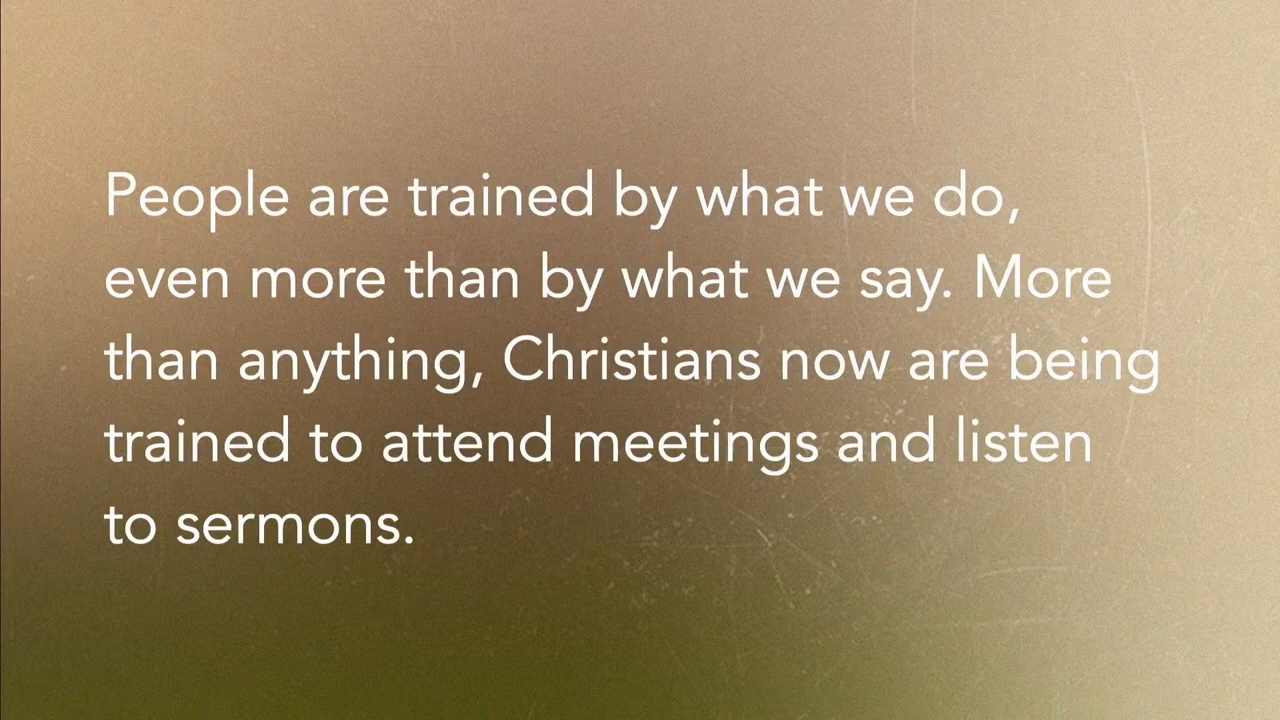 People are trained by what we do,
even more than by what we say. More
than anything, Christians now are being
trained to attend meetings and listen
to sermons.